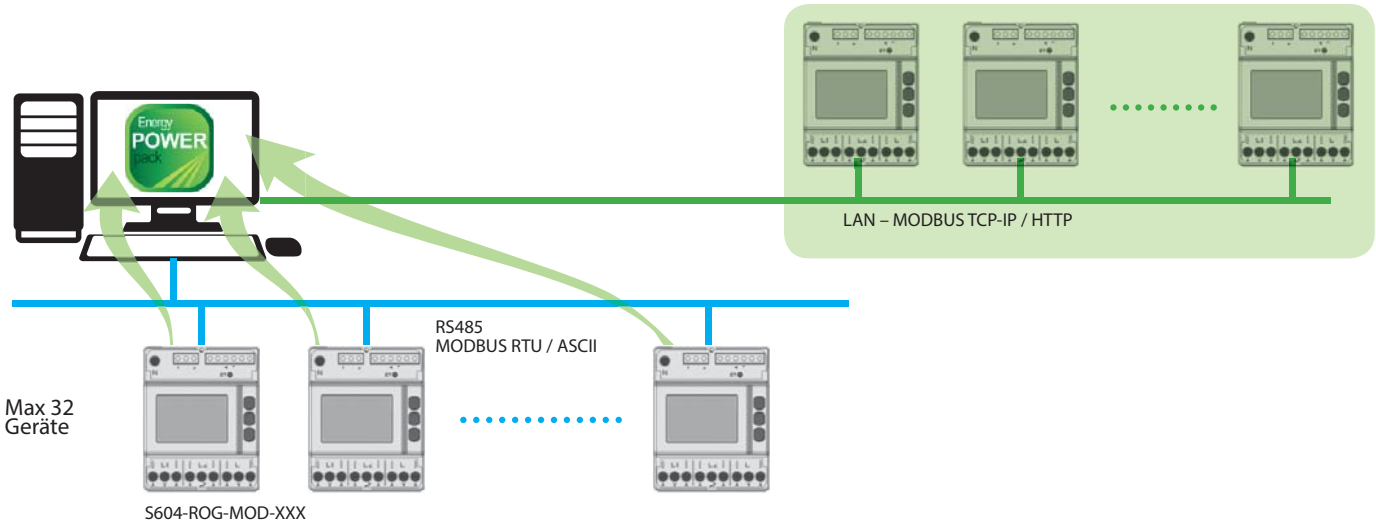 Energy
POWER
pack
LAN – MODBUS TCP-IP / HTTP
RS485
MODBUS RTU / ASCII
Max 32
Geräte
S604-ROG-MOD-XXX